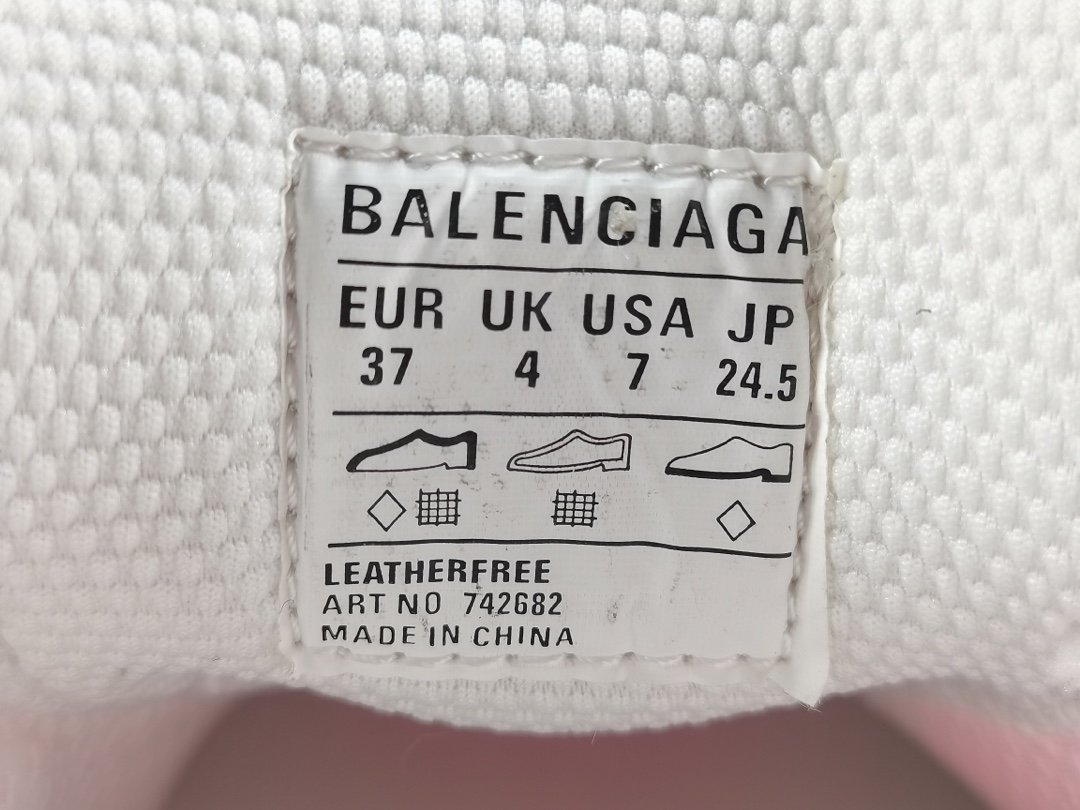 BALENCIAGA
EUR UK USA JP
37 4 7 24.5
LEATHERFREE
ART NO 742682
MADE IN CHINA